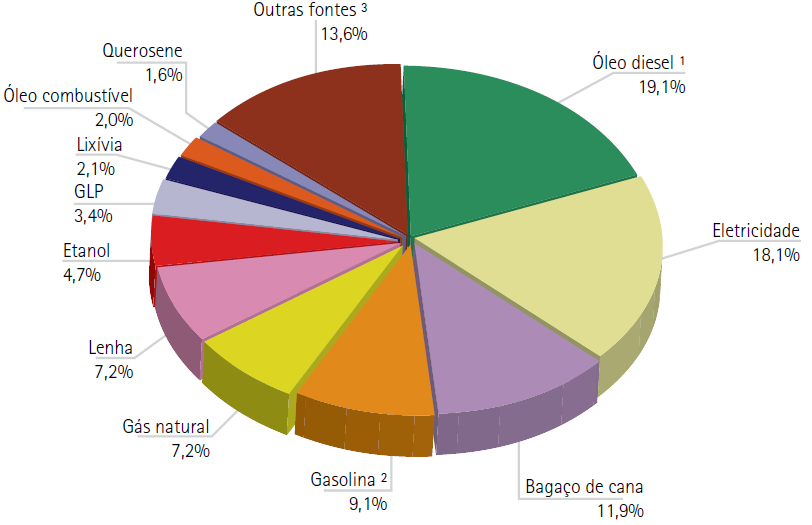 Outras fontes ³
13,6%
Óleo diesel ¹
19,1%
Querosene
1,6%
Óleo combustível
2,0%
Lixívia
2,1%
GLP
3,4%
Eletricidade
18,1%
Etanol
4,7%
Lenha
7,2%
Gás natural
7,2%
Gasolina ²
9,1%
Bagaço de cana
11,9%